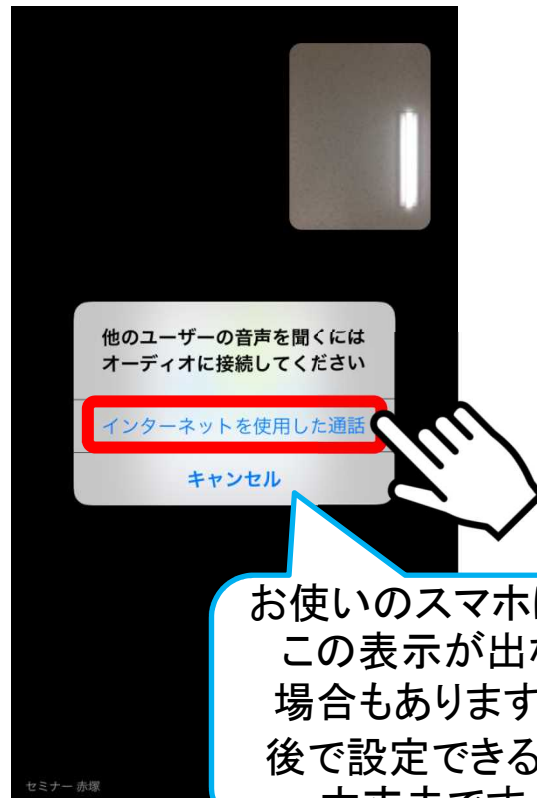 他のユーザーの音声を聞くには
オーディオに接続してください
インターネットを使用した通話
キャンセル
お使いのスマホ
この表示が出
場合もあります
後で設定できる
セミナー 赤塚